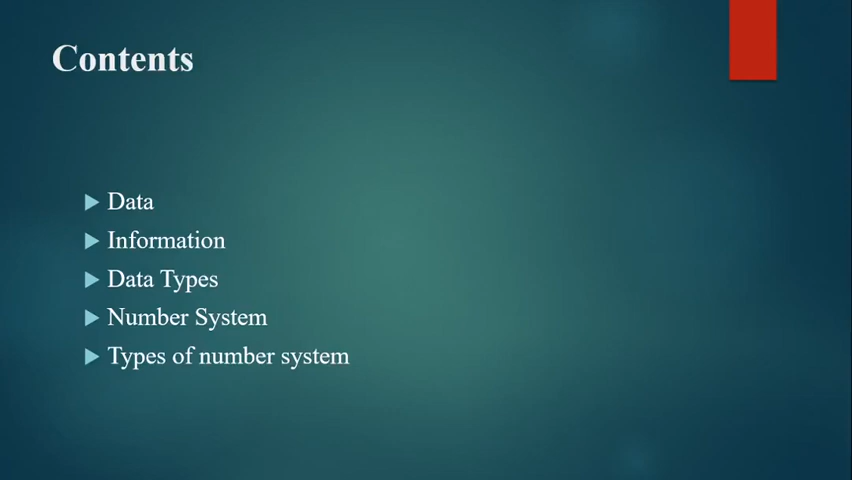 Contents
Data
Information
Data Types
Number System
Types of number system